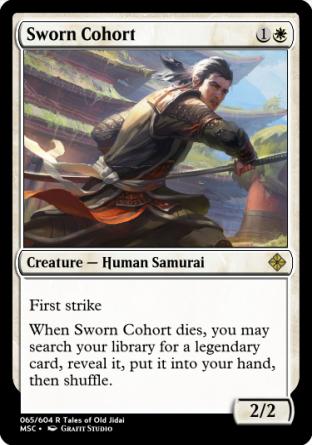 Sworn Cohort 1
Creature — Human Samurai
First strike
When Sworn Cohort dies, you may
search your library for a legendary
card, reveal it, put it into your hand,
then shuffle.
065/604 R Tales of Old Jidai
MSC • Grafit Studio
2/2